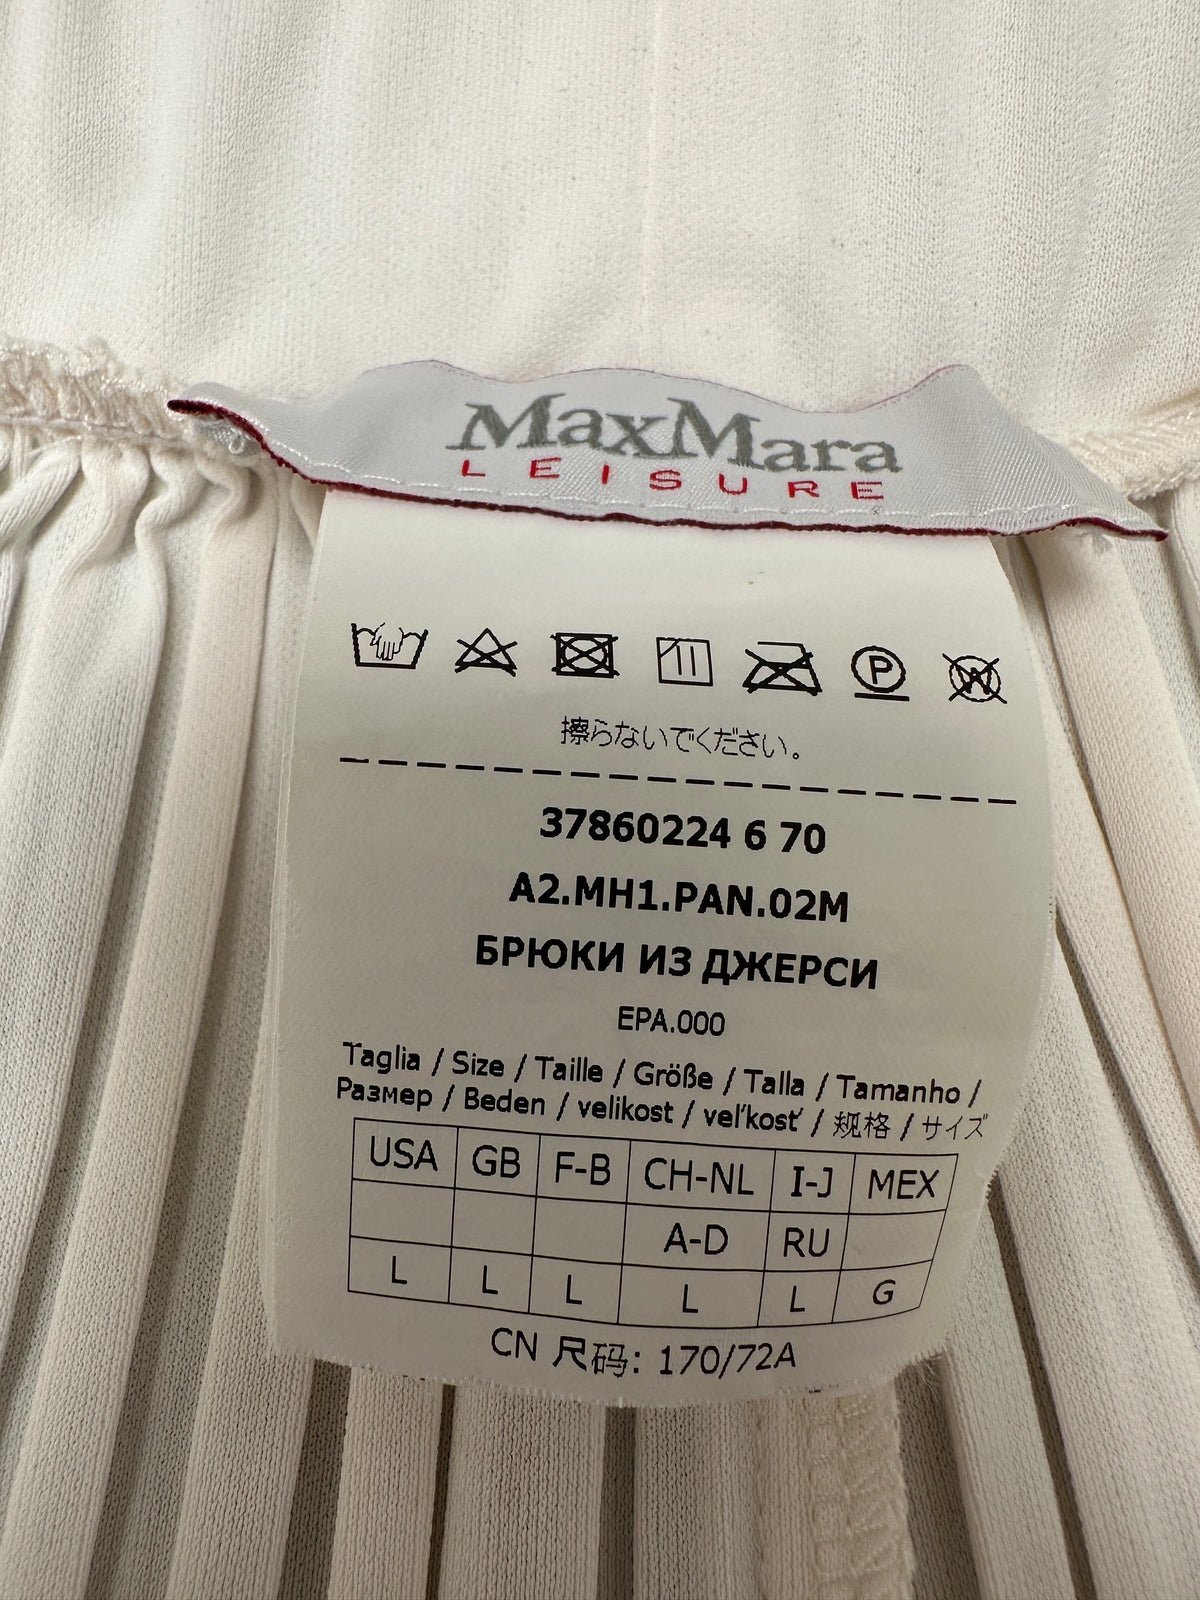 MaxMara
LEISURE
P
W
擦らないでください。
37860224 6 70
A2.MH1.PAN.02M
БРЮКИ ИЗ ДЖЕРСИ
EPA.000
Taglia / Size / Taille / Größe / Talla / Tamanho /
Размер / Beden / velikost / veľkosť / 规格 / サイズ
USA GB F-B CH-NL I-J MEX
A-D RU
L L L L L G
CN 尺码: 170/72A